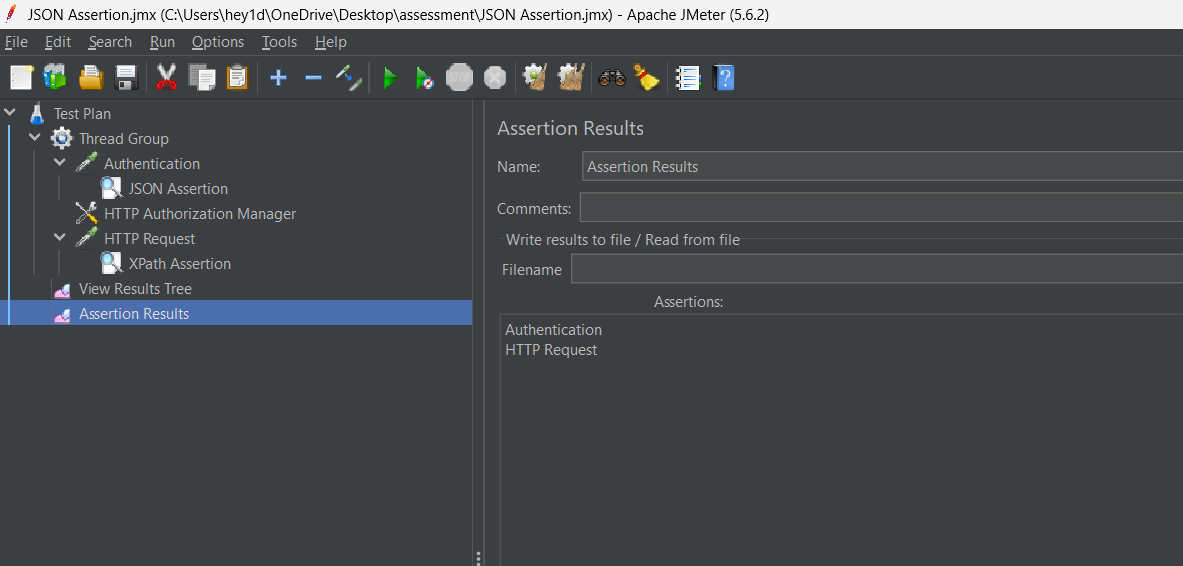 JSON Assertion.jmx (C:\Users\hey1d\OneDrive\Desktop\assessment\JSON Assertion.jmx) - Apache JMeter (5.6.2)
File Edit Search Run Options Tools Help
STOP
Test Plan
Thread Group
Authentication
JSON Assertion
HTTP Authorization Manager
HTTP Request
XPath Assertion
View Results Tree
Assertion Results
Assertion Results
Name: Assertion Results
Comments:
Write results to file / Read from file
Filename
Assertions:
Authentication
HTTP Request